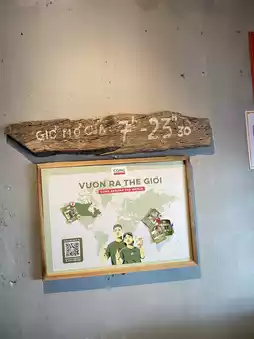 GIỜ MỞ CỬA 7h - 23h30
CỘNG
VƯƠN RA THẾ GIỚI